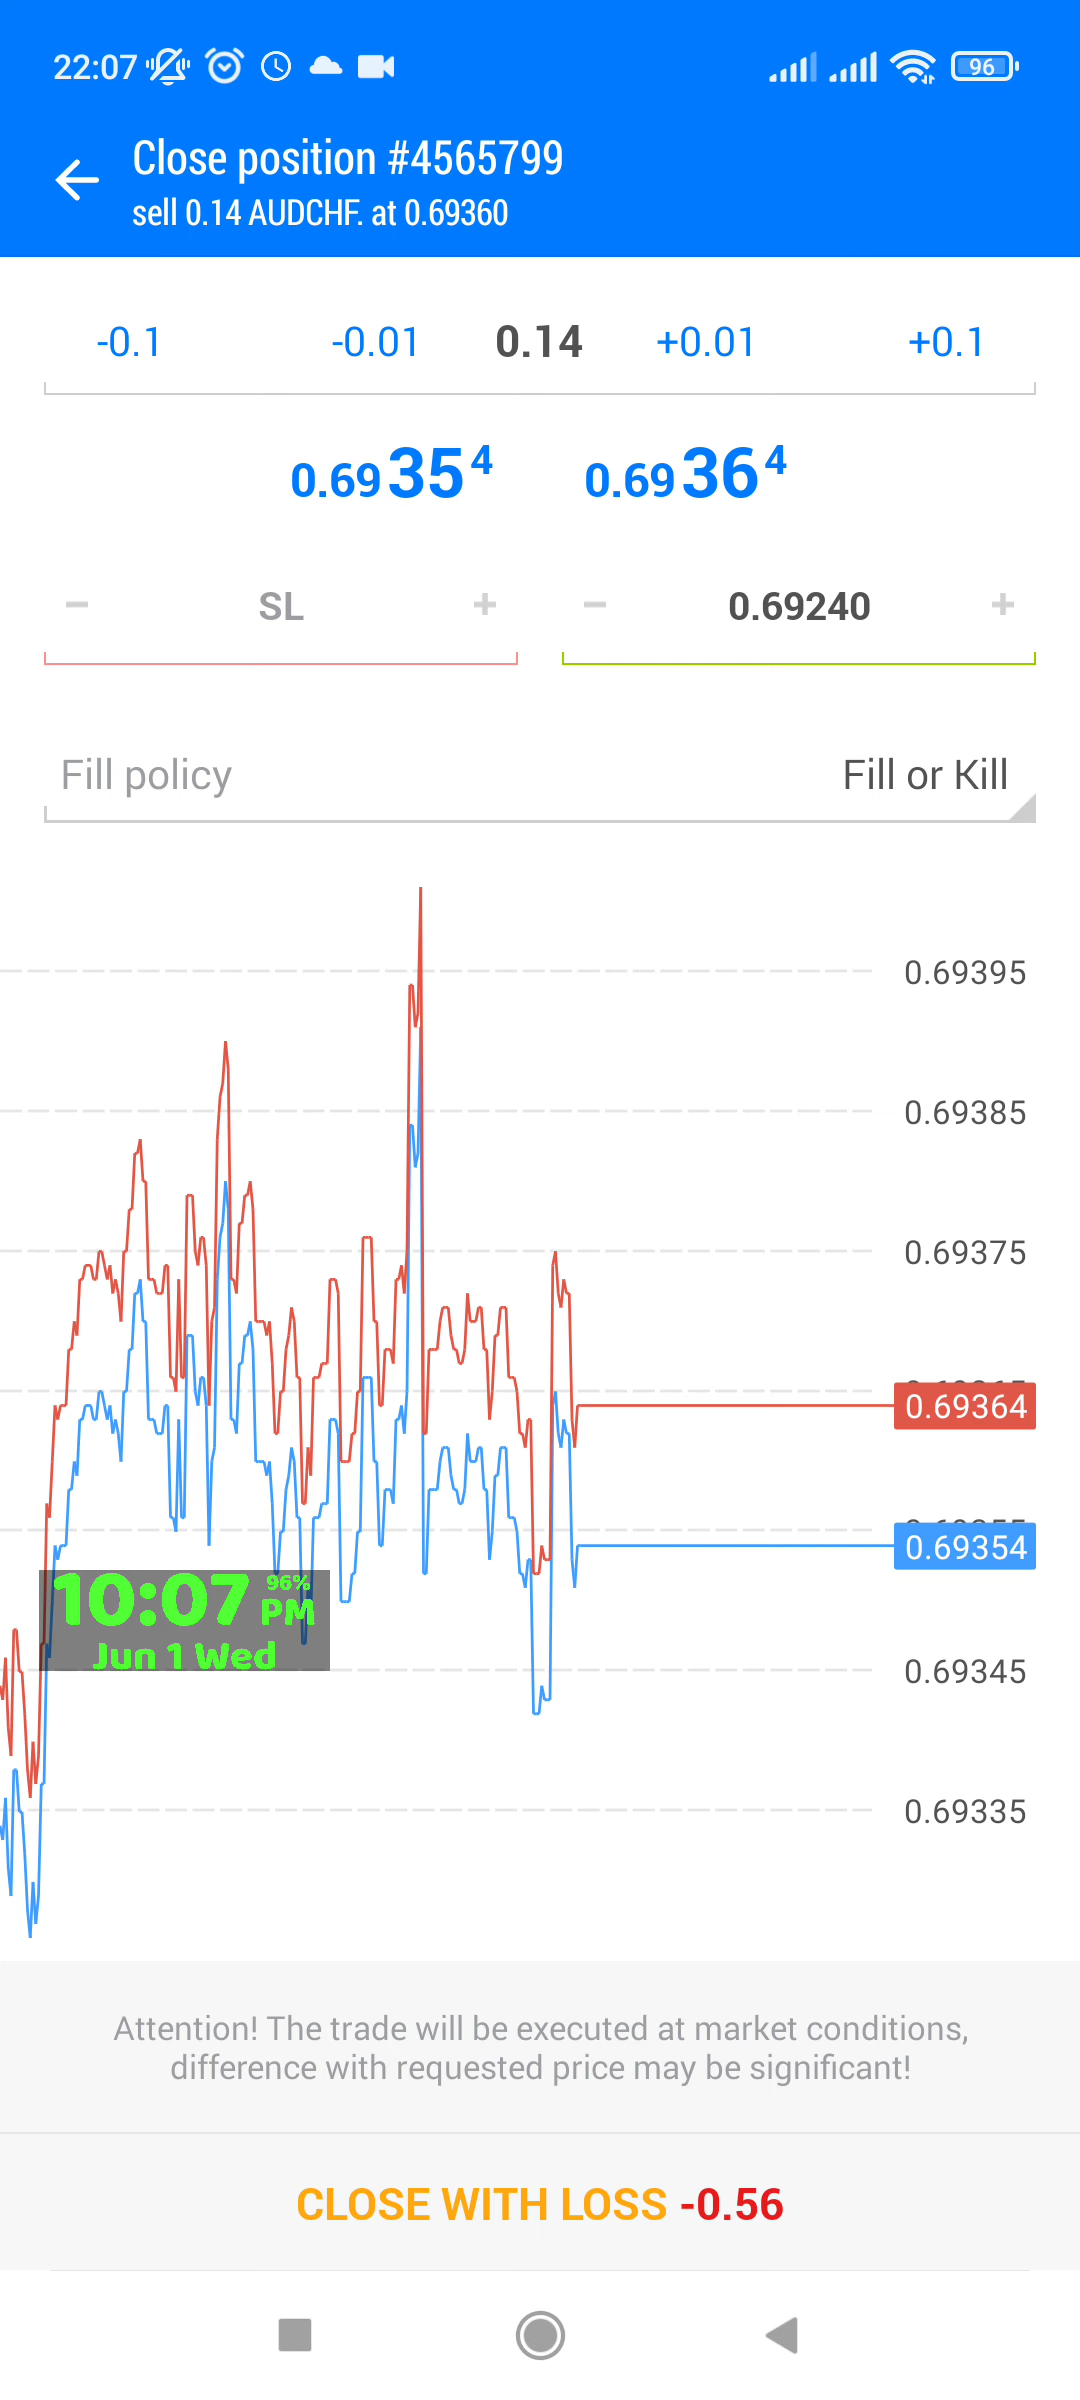 22:07
96
Close position #4565799
sell 0.14 AUDCHF. at 0.69360
-0.1 -0.01 0.14 +0.01 +0.1
0.69354 0.69364
− SL + − 0.69240 +
Fill policy Fill or Kill
0.69395
0.69385
0.69375
0.69364
0.69354
10:07 96% PM
Jun 1 Wed
0.69345
0.69335
Attention! The trade will be executed at market conditions,
difference with requested price may be significant!
CLOSE WITH LOSS -0.56